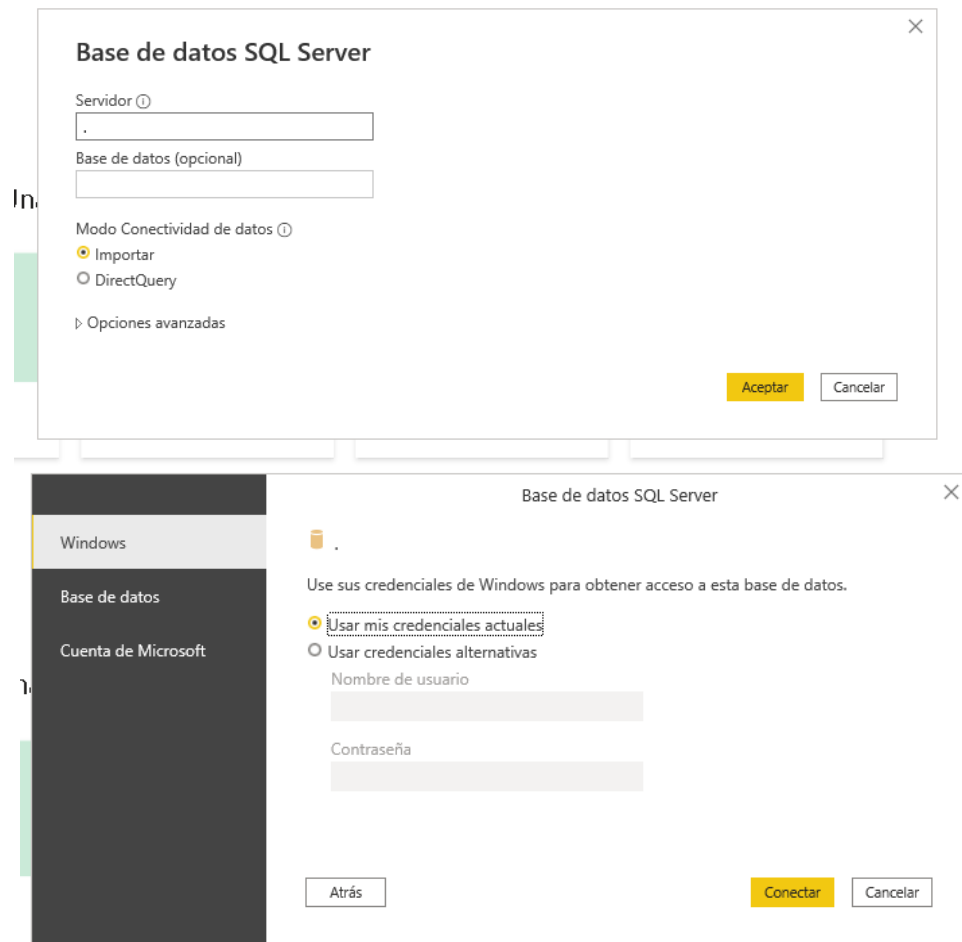 Base de datos SQL Server
Servidor
.
Base de datos (opcional)
Modo Conectividad de datos
Importar
DirectQuery
Opciones avanzadas
Aceptar Cancelar
Base de datos SQL Server
Windows
.
Base de datos
Use sus credenciales de Windows para obtener acceso a esta base de datos.
Usar mis credenciales actuales
Cuenta de Microsoft
Usar credenciales alternativas
Nombre de usuario
Contraseña
Atrás Conectar Cancelar